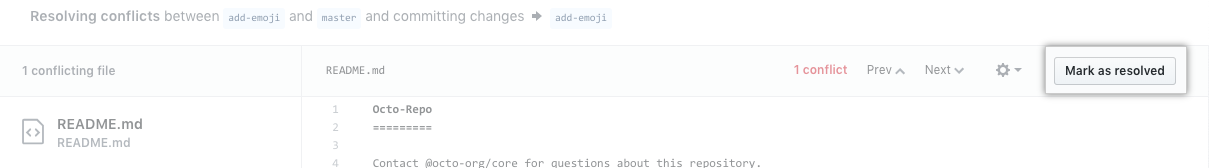 Resolving conflicts between add-emoji and master and committing changes → add-emoji
1 conflicting file
README.md
1 conflict
Prev
Next
Mark as resolved
README.md
README.md
1 Octo-Repo
2 =========
3
4 Contact @octo-org/core for questions about this repository.